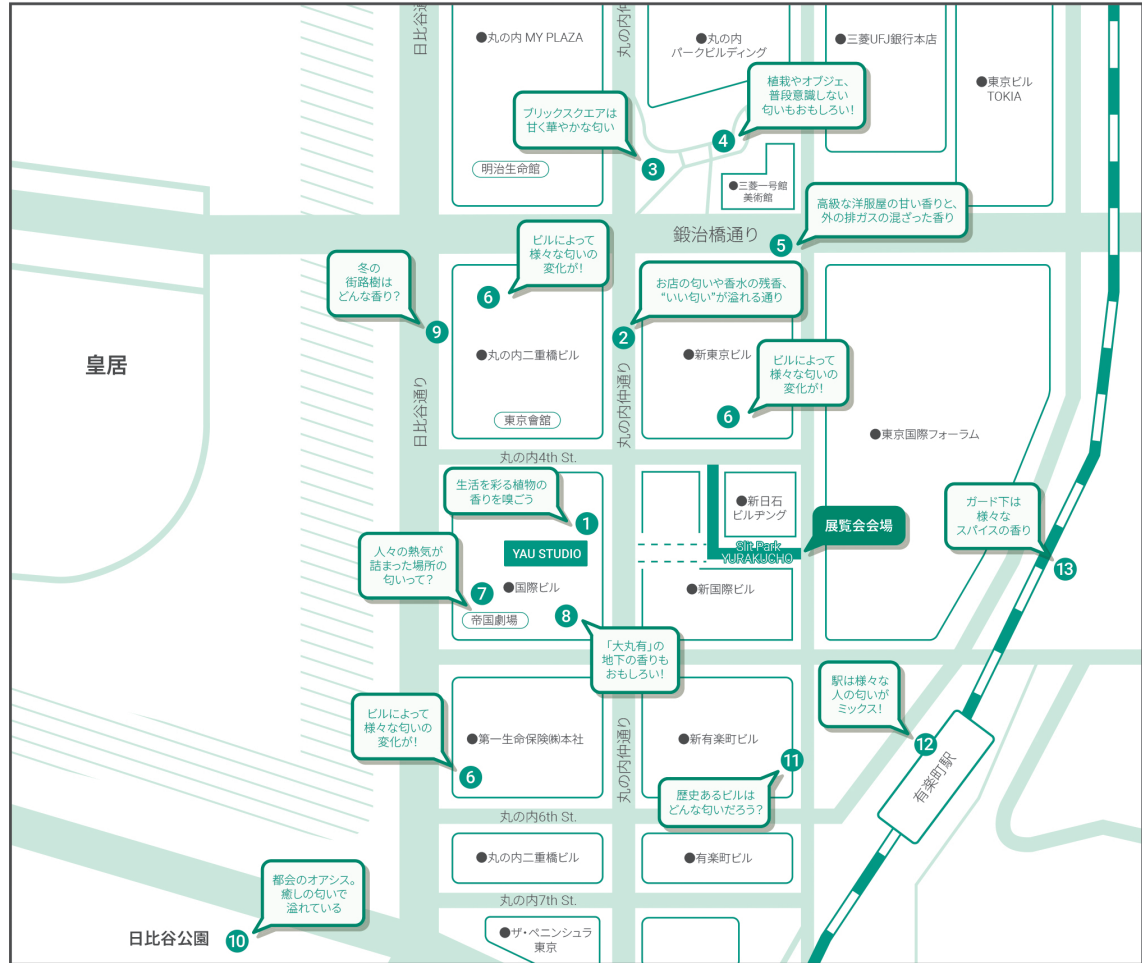 日比谷通り
丸の内仲通り
●丸の内 MY PLAZA
●丸の内
パークビルディング
●三菱UFJ銀行本店
●東京ビル
TOKIA
植栽やオブジェ、
普段意識しない
匂いもおもしろい!
ブリックスクエアは
甘く華やかな匂い
4
3
明治生命館
●三菱一号館
美術館
高級な洋服屋の甘い香りと、
外の排ガスの混ざった香り
鍛冶橋通り
5
ビルによって
様々な匂いの
変化が!
6
冬の
街路樹は
どんな香り?
9
お店の匂いや香水の残香、
“いい匂い”が溢れる通り
2
皇居
●丸の内二重橋ビル
●新東京ビル
ビルによって
様々な匂いの
変化が!
6
日比谷通り
丸の内仲通り
東京會館
●東京国際フォーラム
丸の内4th St.
生活を彩る植物の
香りを嗅ごう
1
●新日石
ビルヂング
展覧会会場
ガード下は
様々な
スパイスの香り
13
YAU STUDIO
Slit Park
YURAKUCHO
人々の熱気が
詰まった場所の
匂いって?
7
●国際ビル
●新国際ビル
帝国劇場
8
「大丸有」の
地下の香りも
おもしろい!
駅は様々な
人の匂いが
ミックス!
12
ビルによって
様々な匂いの
変化が!
6
●第一生命保険㈱本社
丸の内仲通り
●新有楽町ビル
11
有楽町駅
歴史あるビルは
どんな匂いだろう?
丸の内6th St.
●丸の内二重橋ビル
●有楽町ビル
都会のオアシス。
癒しの匂いで
溢れている
丸の内7th St.
日比谷公園
10
●ザ・ペニンシュラ
東京